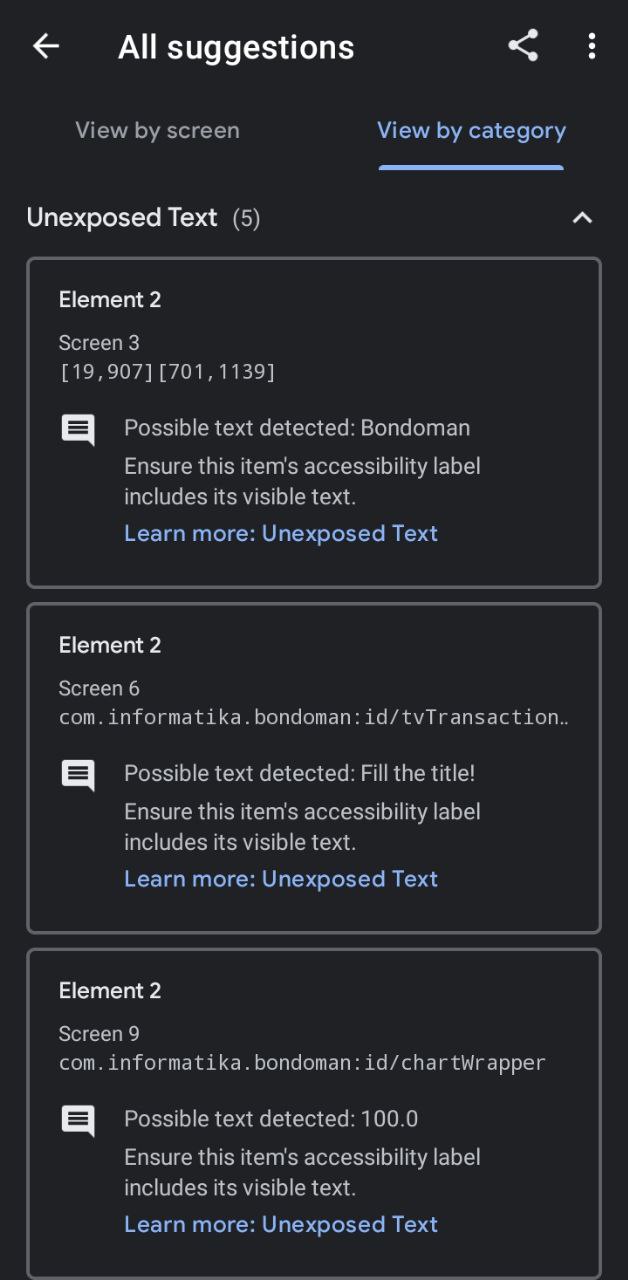 All suggestions
View by screen
View by category
Unexposed Text (5)
Element 2
Screen 3
[19,907][701,1139]
Possible text detected: Bondoman
Ensure this item's accessibility label
includes its visible text.
Learn more: Unexposed Text
Element 2
Screen 6
com.informatika.bondoman:id/tvTransaction…
Possible text detected: Fill the title!
Ensure this item's accessibility label
includes its visible text.
Learn more: Unexposed Text
Element 2
Screen 9
com.informatika.bondoman:id/chartWrapper
Possible text detected: 100.0
Ensure this item's accessibility label
includes its visible text.
Learn more: Unexposed Text